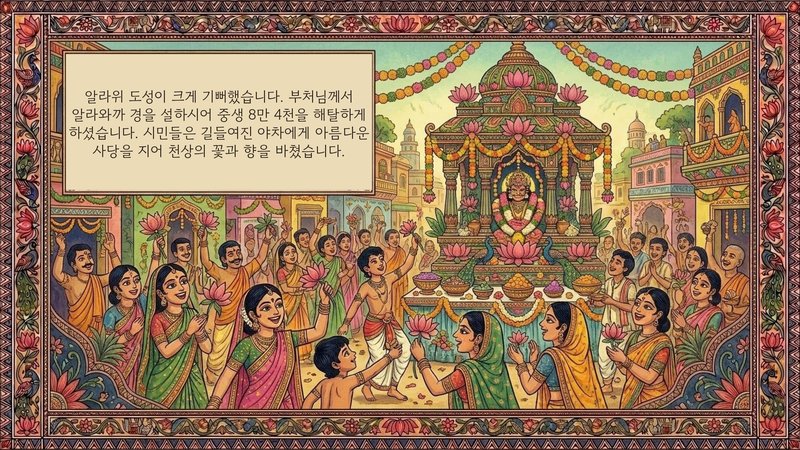 알라위 도성이 크게 기뻐했습니다. 부처님께서
알라와까 경을 설하시어 중생 8만 4천을 해탈하게
하셨습니다. 시민들은 길들여진 야차에게 아름다운
사당을 지어 천상의 꽃과 향을 바쳤습니다.